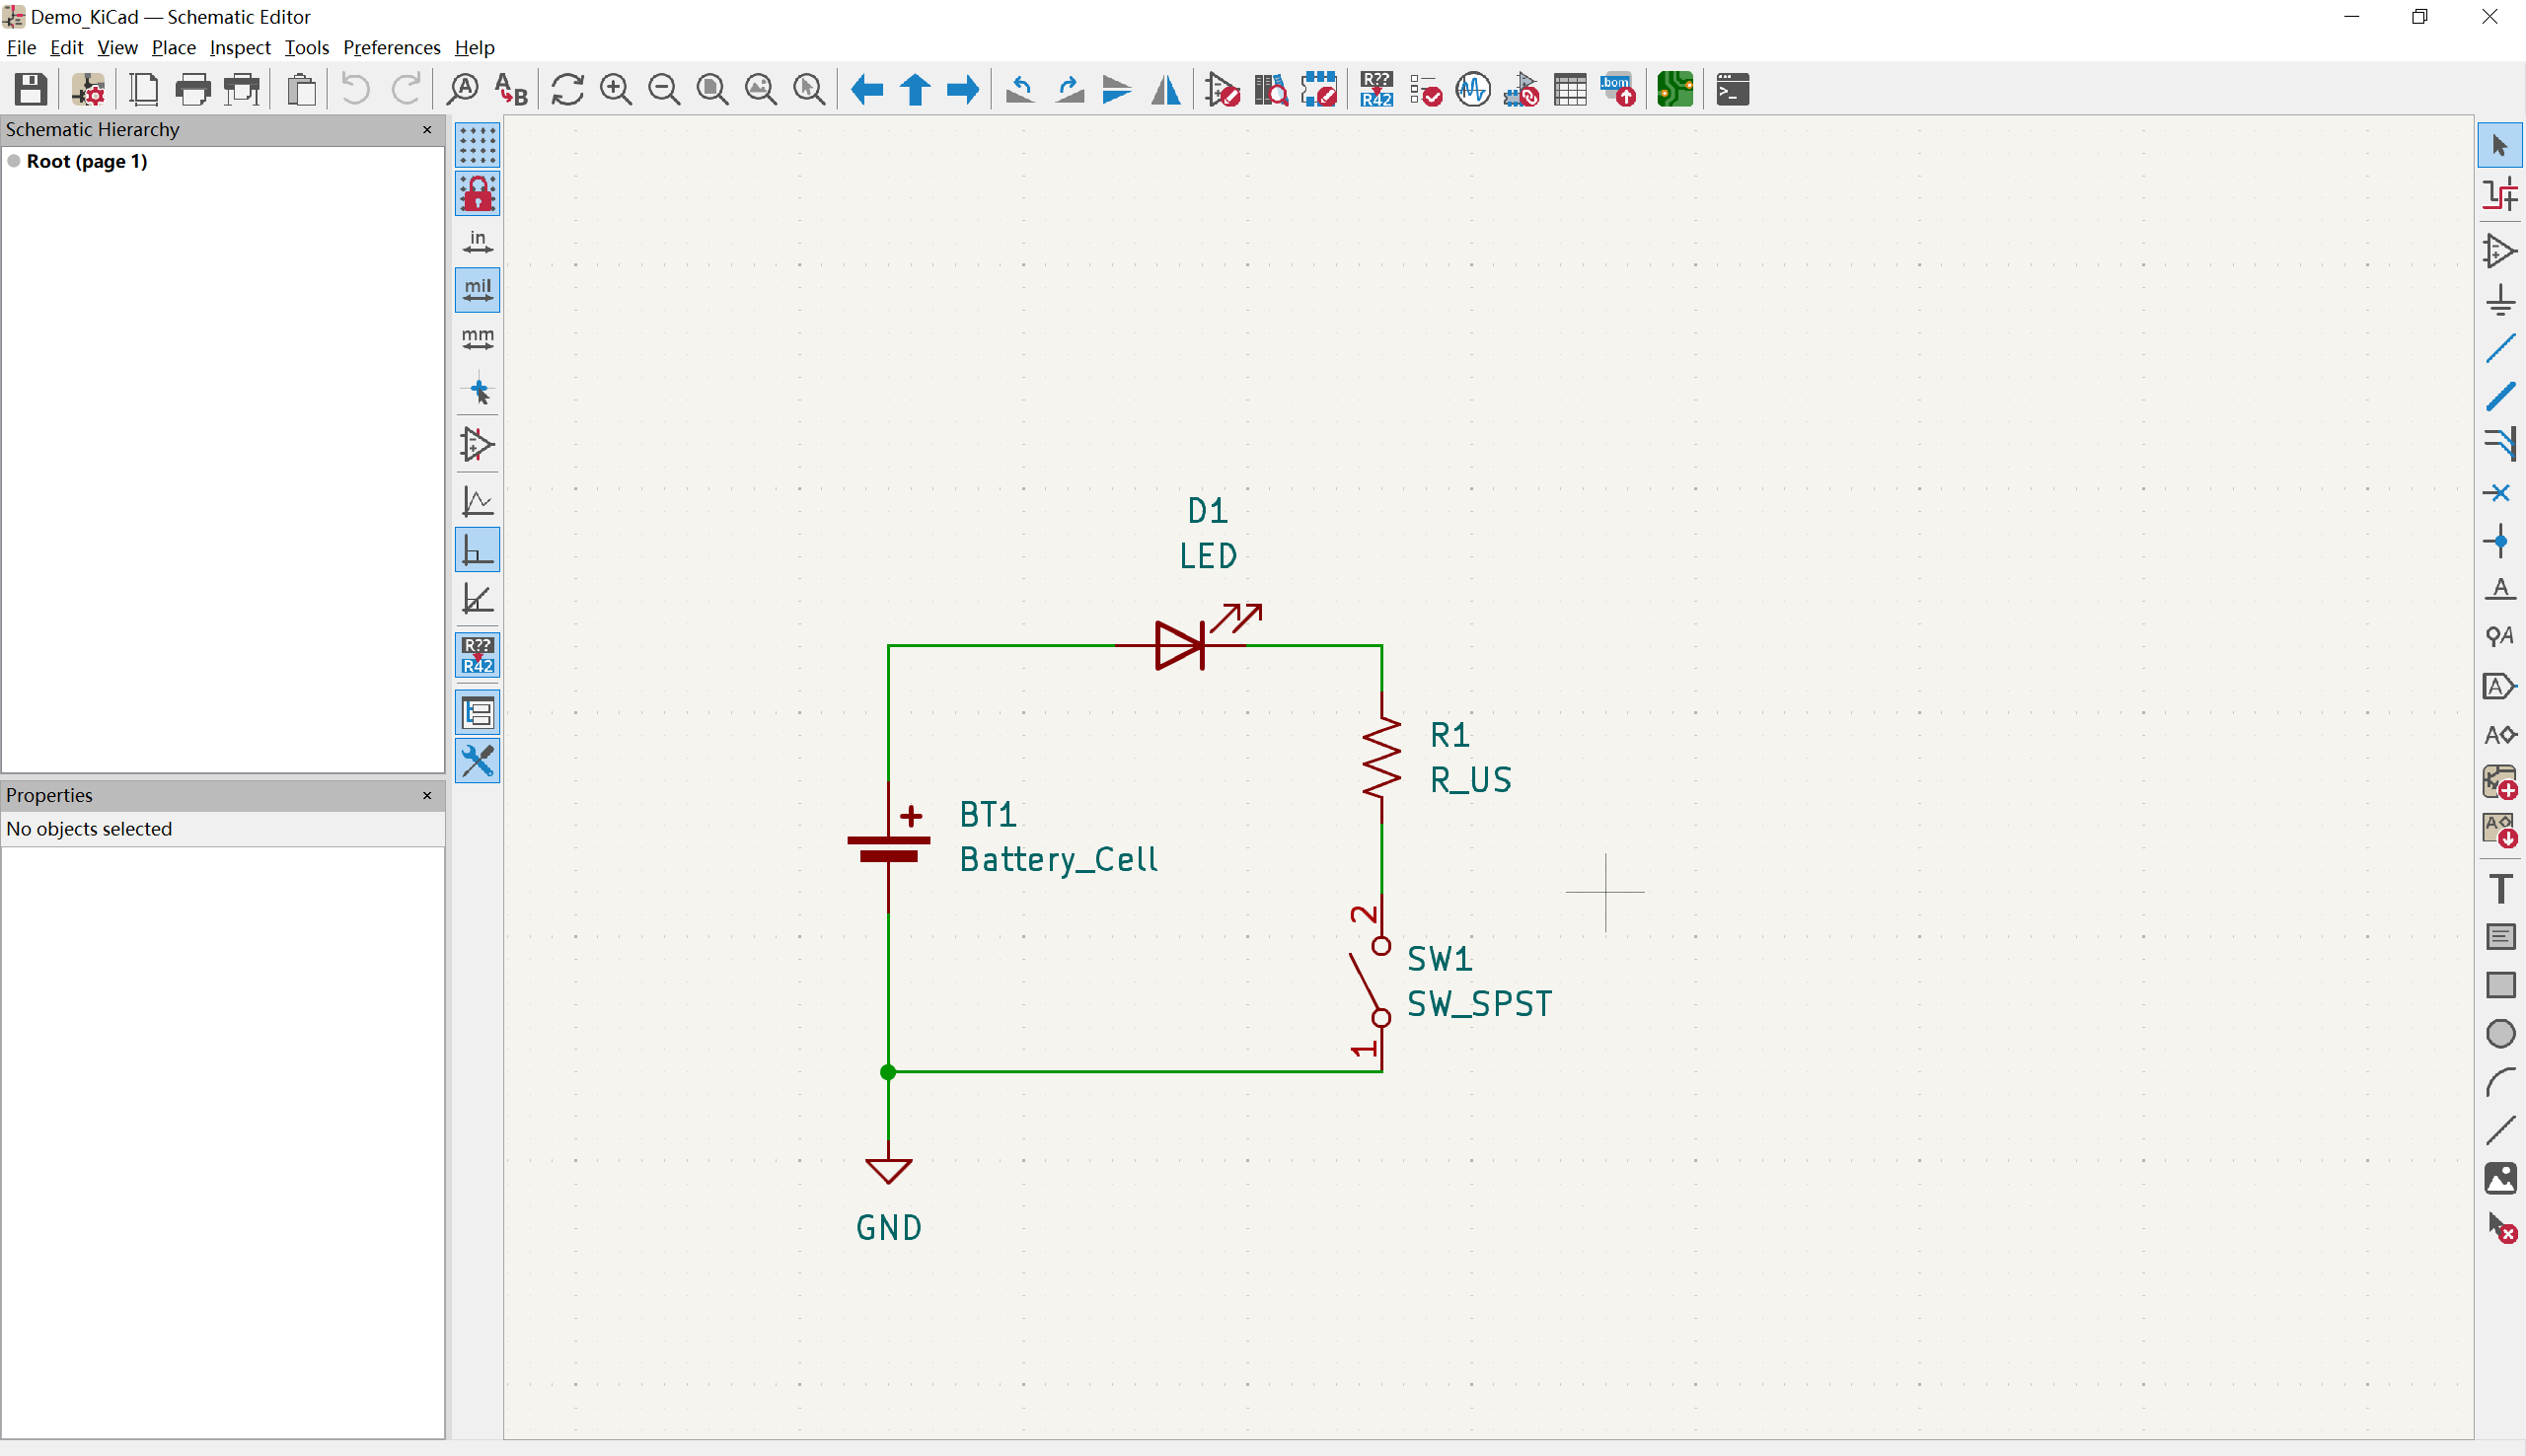 Demo_KiCad — Schematic Editor
File Edit View Place Inspect Tools Preferences Help
A A B R?? R42 .bom >_
Schematic Hierarchy ×
Root (page 1)
in
mil
mm
R??
R42
Properties ×
No objects selected
D1
LED
R1
R_US
+
BT1
Battery_Cell
2
SW1
SW_SPST
1
GND
A
A
A
A
A
T